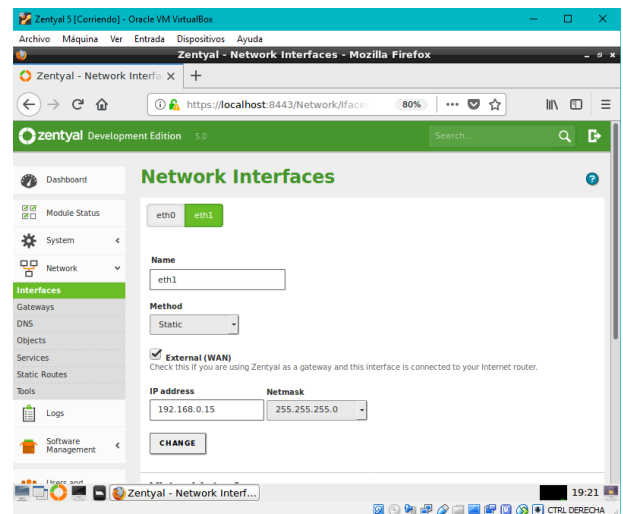 Zentyal 5 [Corriendo] - Oracle VM VirtualBox
Archivo Máquina Ver Entrada Dispositivos Ayuda
Zentyal - Network Interfaces - Mozilla Firefox
Zentyal - Network Interfa
https://localhost:8443/Network/Ifaces 80%
zentyal Development Edition 5.0 Search...
Network Interfaces
Dashboard
Module Status
System
Network
Interfaces
Gateways
DNS
Objects
Services
Static Routes
Tools
Logs
Software
Management
Users and
eth0 eth1
Name
eth1
Method
Static
External (WAN)
Check this if you are using Zentyal as a gateway and this interface is connected to your Internet router.
IP address Netmask
192.168.0.15 255.255.255.0
CHANGE
Zentyal - Network Interf...
19:21
CTRL DERECHA